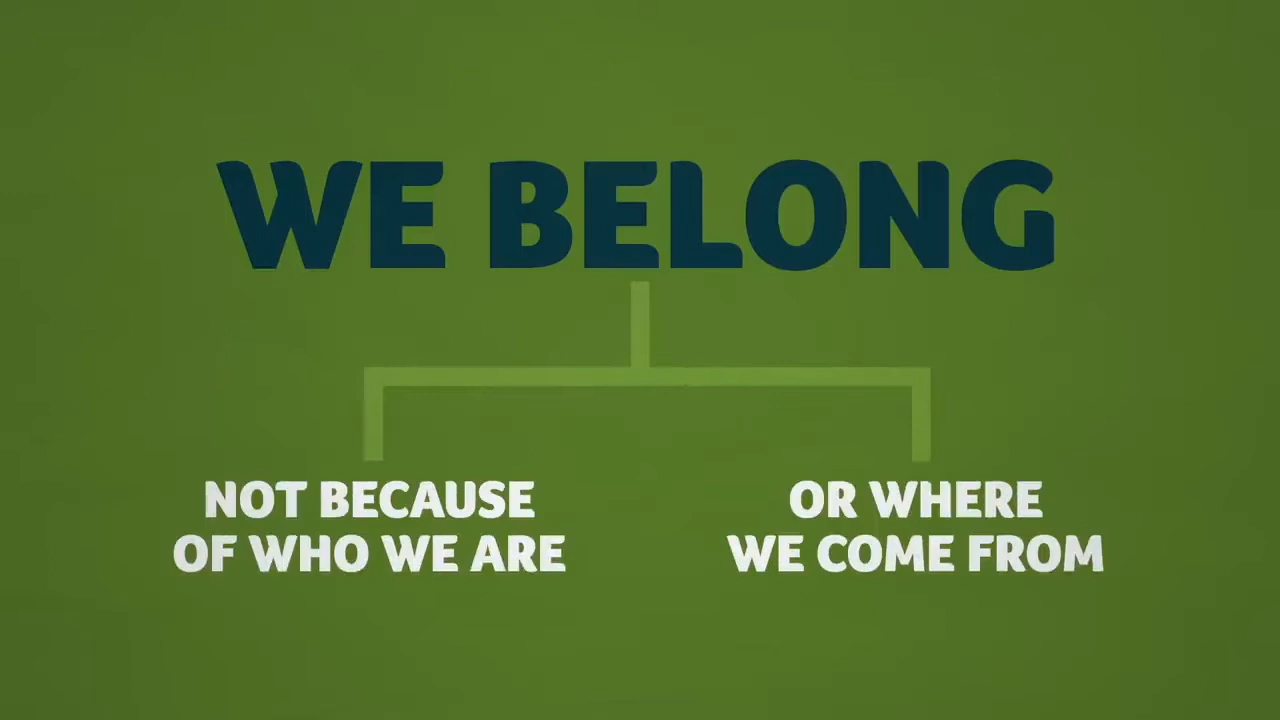 WE BELONG
NOT BECAUSE
OF WHO WE ARE
OR WHERE
WE COME FROM